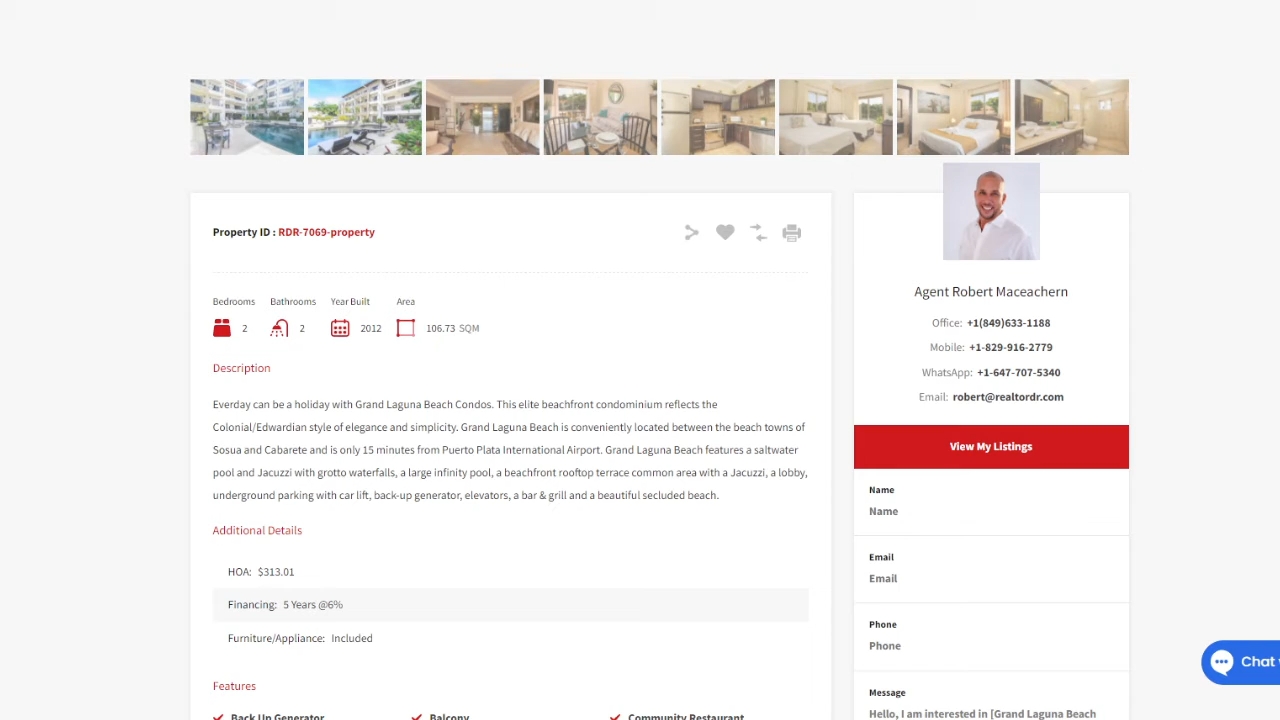 Property ID : RDR-7069-property
Bedrooms Bathrooms Year Built Area
2 2 2012 106.73 SQM
Description
Everday can be a holiday with Grand Laguna Beach Condos. This elite beachfront condominium reflects the
Colonial/Edwardian style of elegance and simplicity. Grand Laguna Beach is conveniently located between the beach towns of
Sosua and Cabarete and is only 15 minutes from Puerto Plata International Airport. Grand Laguna Beach features a saltwater
pool and Jacuzzi with grotto waterfalls, a large infinity pool, a beachfront rooftop terrace common area with a Jacuzzi, a lobby,
underground parking with car lift, back-up generator, elevators, a bar & grill and a beautiful secluded beach.
Additional Details
HOA: $313.01
Financing: 5 Years @6%
Furniture/Appliance: Included
Features
Back Up Generator Balcony Community Restaurant
Agent Robert Maceachern
Office: +1(849)633-1188
Mobile: +1-829-916-2779
WhatsApp: +1-647-707-5340
Email: robert@realtordr.com
View My Listings
Name
Name
Email
Email
Phone
Phone
Message
Hello, I am interested in [Grand Laguna Beach
Chat